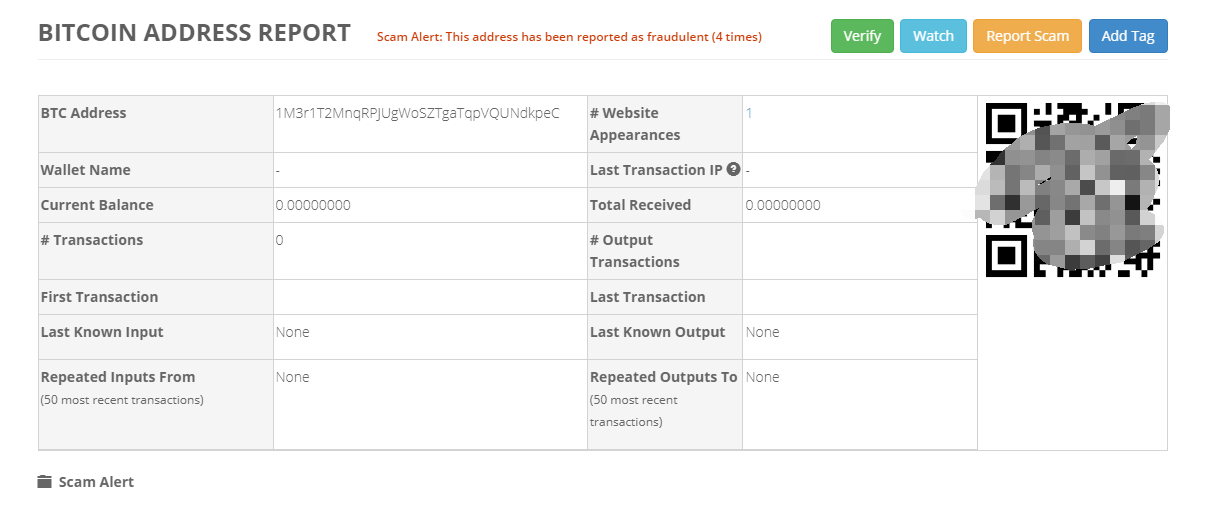 BITCOIN ADDRESS REPORT Scam Alert: This address has been reported as fraudulent (4 times) Verify Watch Report Scam Add Tag
BTC Address 1M3r1T2MnqRPJUgWoSZTgaTqpVQUNdkpeC # Website
Appearances 1
Wallet Name - Last Transaction IP ? -
Current Balance 0.00000000 Total Received 0.00000000
# Transactions 0 # Output
Transactions
First Transaction Last Transaction
Last Known Input None Last Known Output None
Repeated Inputs From None Repeated Outputs To None
(50 most recent transactions) (50 most recent
transactions)
Scam Alert